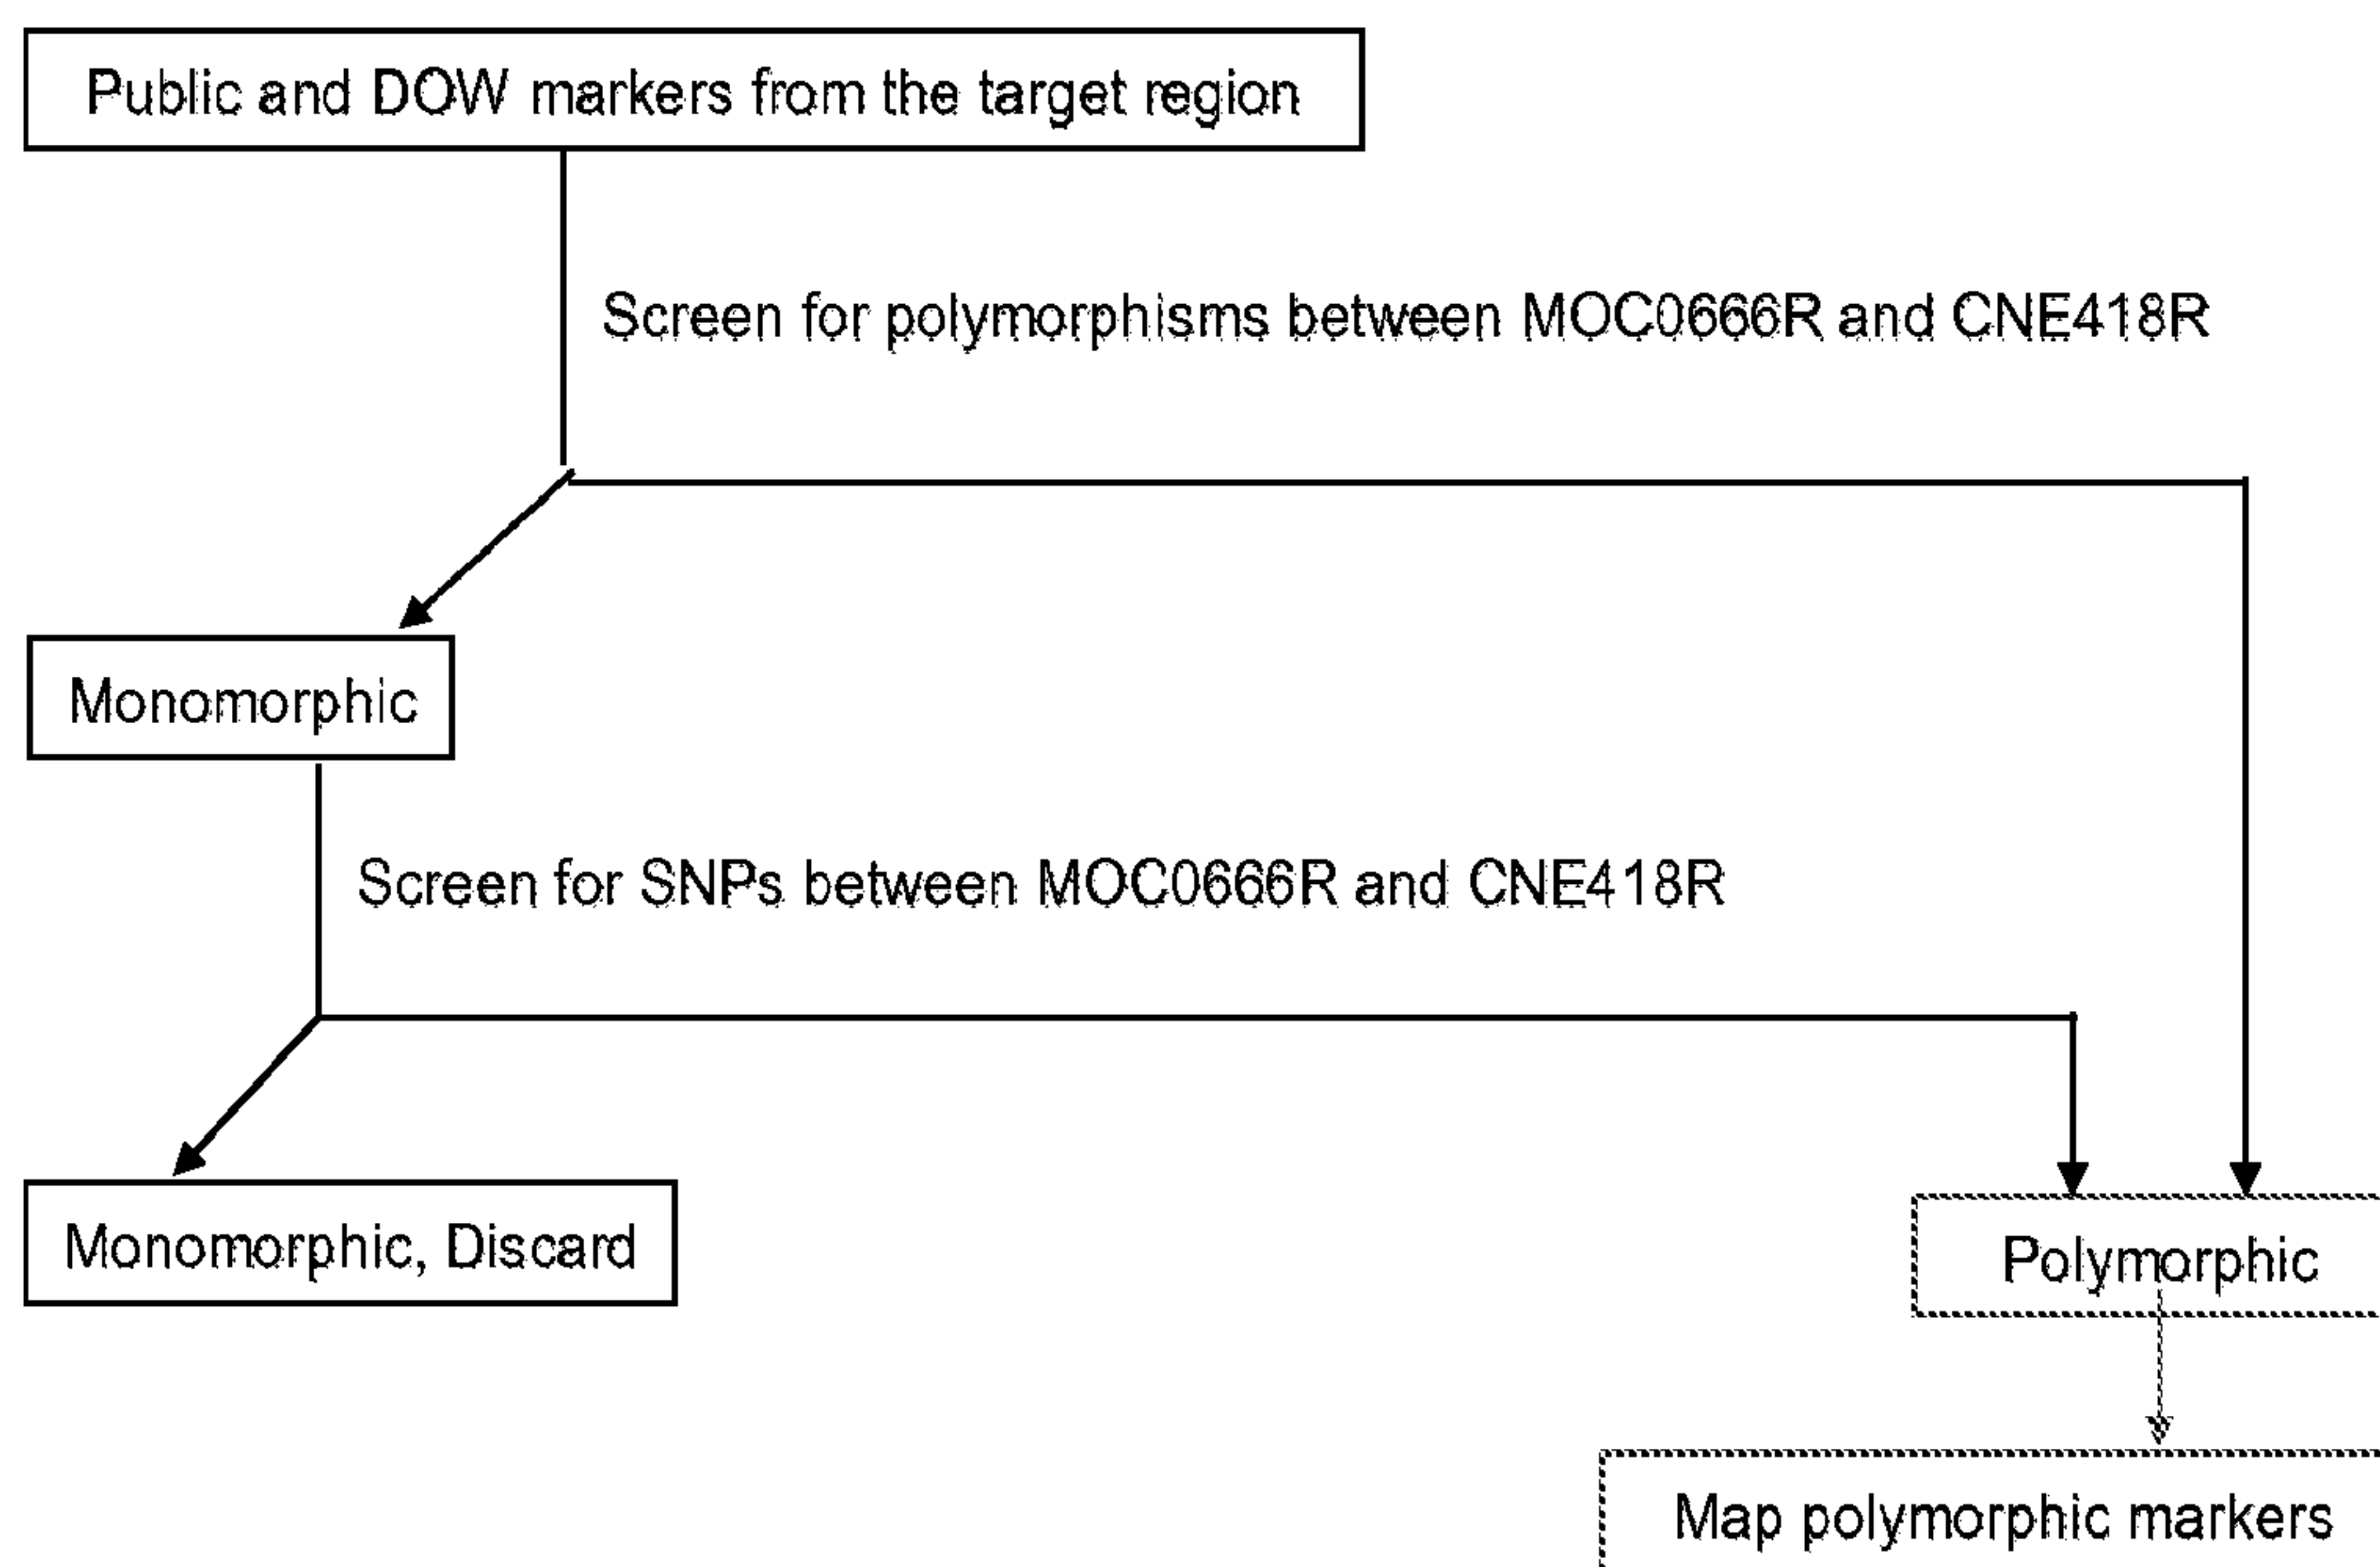 Public and DOW markers from the target region
Screen for polymorphisms between MOC0666R and CNE418R
Monomorphic
Screen for SNPs between MOC0666R and CNE418R
Monomorphic, Discard
Polymorphic
Map polymorphic markers